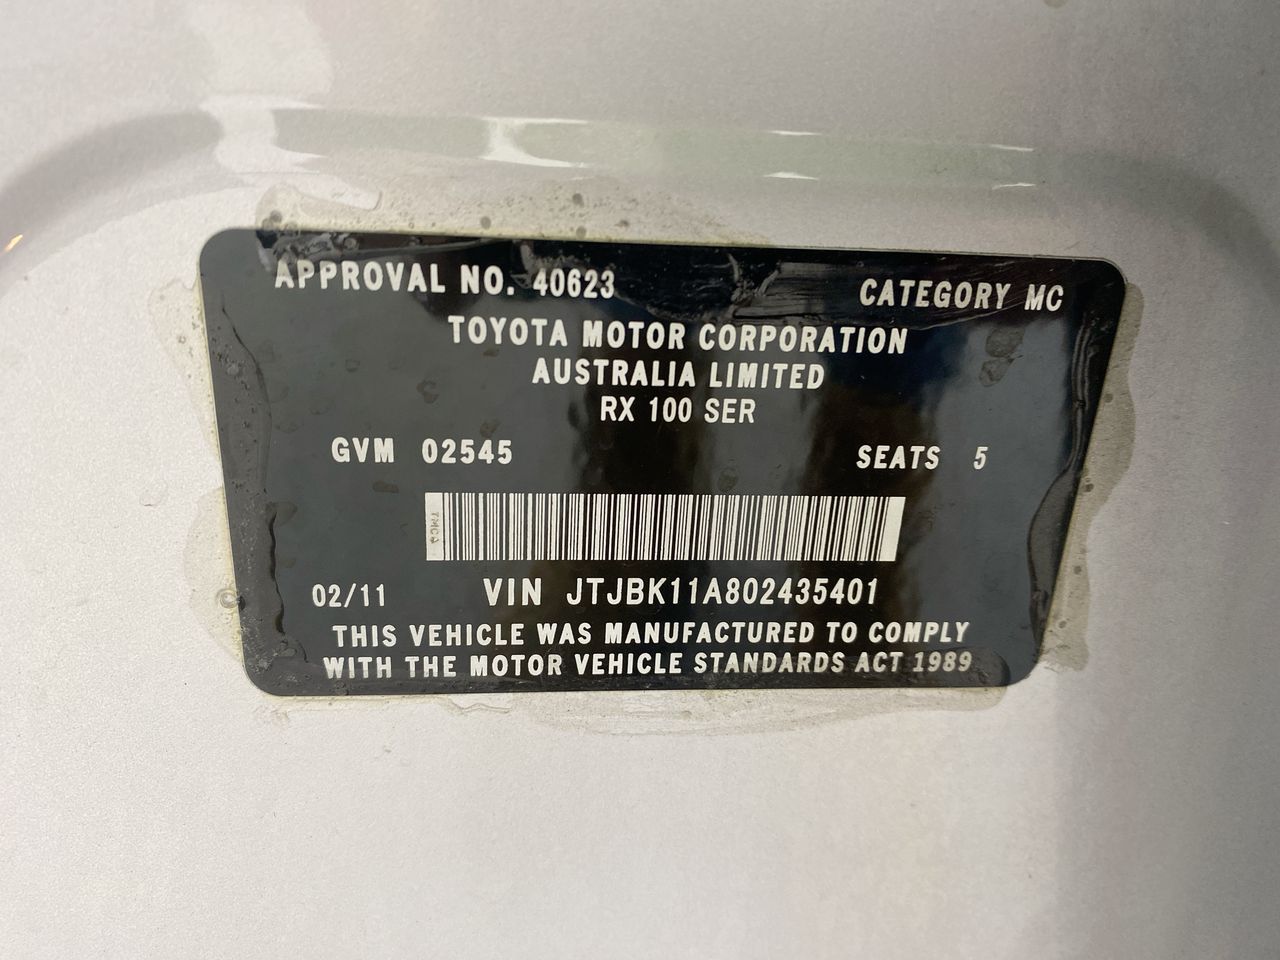 APPROVAL NO. 40623 CATEGORY MC
TOYOTA MOTOR CORPORATION
AUSTRALIA LIMITED
RX 100 SER
GVM 02545 SEATS 5
TMCA
02/11 VIN JTJBK11A802435401
THIS VEHICLE WAS MANUFACTURED TO COMPLY
WITH THE MOTOR VEHICLE STANDARDS ACT 1989